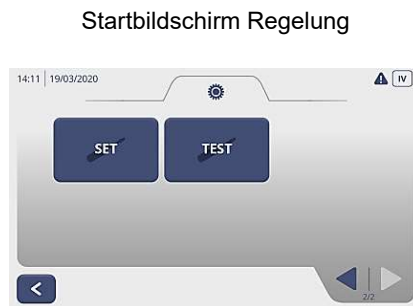 Startbildschirm Regelung
14:11 19/03/2020
IV
SET TEST
<
2/2